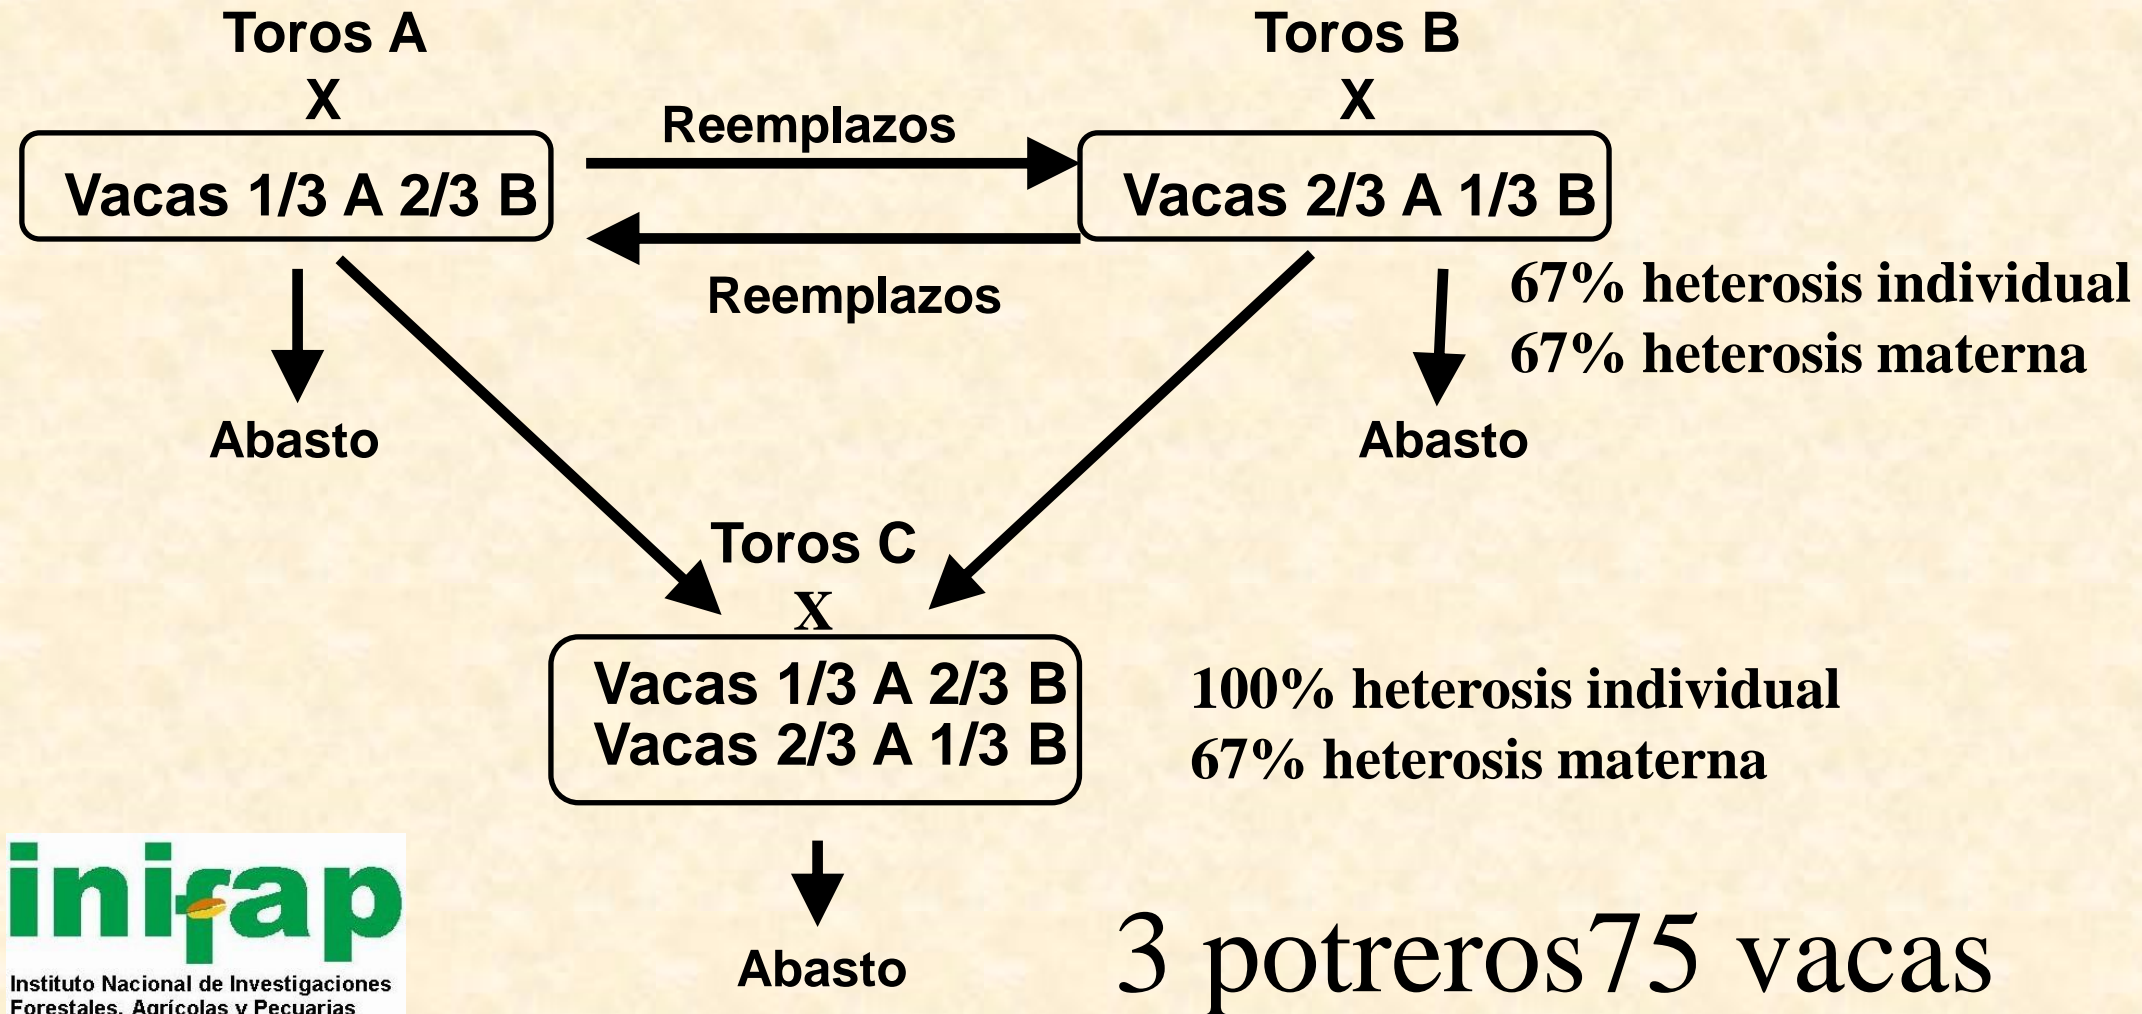 Toros A
X
Vacas 1/3 A 2/3 B
Reemplazos
Reemplazos
Toros B
X
Vacas 2/3 A 1/3 B
67% heterosis individual
67% heterosis materna
Abasto
Abasto
Toros C
X
Vacas 1/3 A 2/3 B
Vacas 2/3 A 1/3 B
100% heterosis individual
67% heterosis materna
Abasto
3 potreros75 vacas
inifap
Instituto Nacional de Investigaciones
Forestales, Agrícolas y Pecuarias